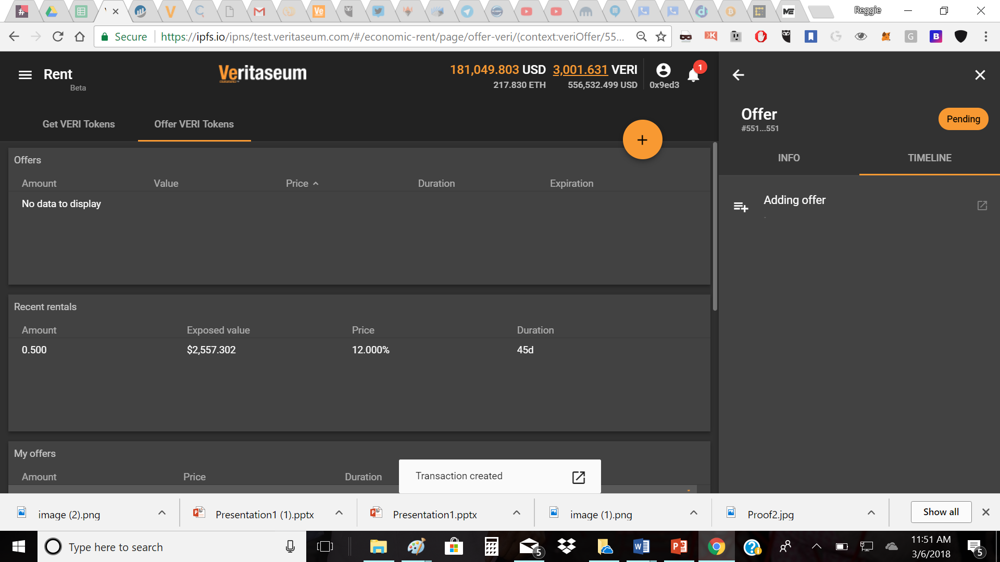 Reggie
Secure https://ipfs.io/ipns/test.veritaseum.com/#/economic-rent/page/offer-veri/(context:veriOffer/55...
Rent
Beta
Veritaseum
181,049.803 USD 3,001.631 VERI
217.830 ETH 556,532.499 USD
0x9ed3
1
Get VERI Tokens Offer VERI Tokens
+
Offers
Amount Value Price Duration Expiration
No data to display
Recent rentals
Amount Exposed value Price Duration
0.500 $2,557.302 12.000% 45d
My offers
Amount Price Duration
Transaction created
Offer
#551...551
Pending
INFO TIMELINE
Adding offer
image (2).png Presentation1 (1).pptx Presentation1.pptx image (1).png Proof2.jpg Show all
Type here to search
5
11:51 AM
3/6/2018
5